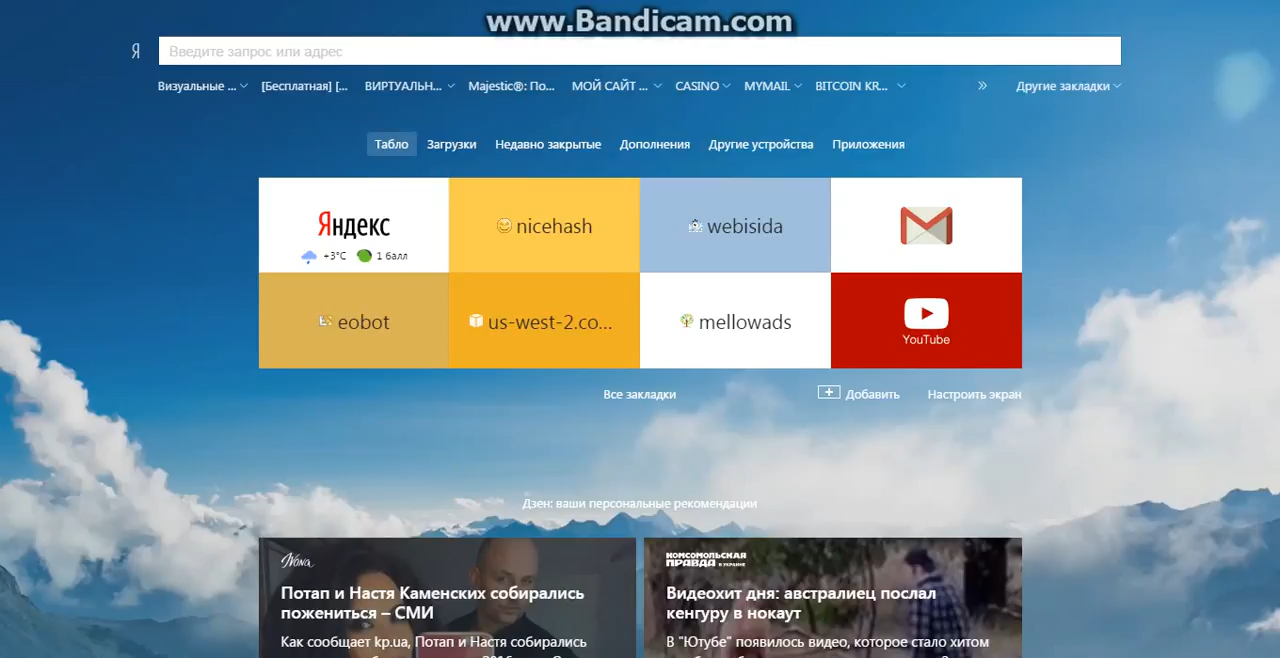 www.Bandicam.com
Я Введите запрос или адрес
Визуальные ... [Бесплатная] [... ВИРТУАЛЬН... Majestic®: По... МОЙ САЙТ ... CASINO MYMAIL BITCOIN KR... » Другие закладки
Табло Загрузки Недавно закрытые Дополнения Другие устройства Приложения
Яндекс nicehash webisida
+3°C 1 балл
eobot us-west-2.co... mellowads YouTube
Все закладки Добавить Настроить экран
Дзен: ваши персональные рекомендации
Ivona
Потап и Настя Каменских собирались
пожениться – СМИ
Как сообщает kp.ua, Потап и Настя собирались
КОМСОМОЛЬСКАЯ
ПРАВДА В УКРАИНЕ
Видеохит дня: австралиец послал
кенгуру в нокаут
В "Ютубе" появилось видео, которое стало хитом